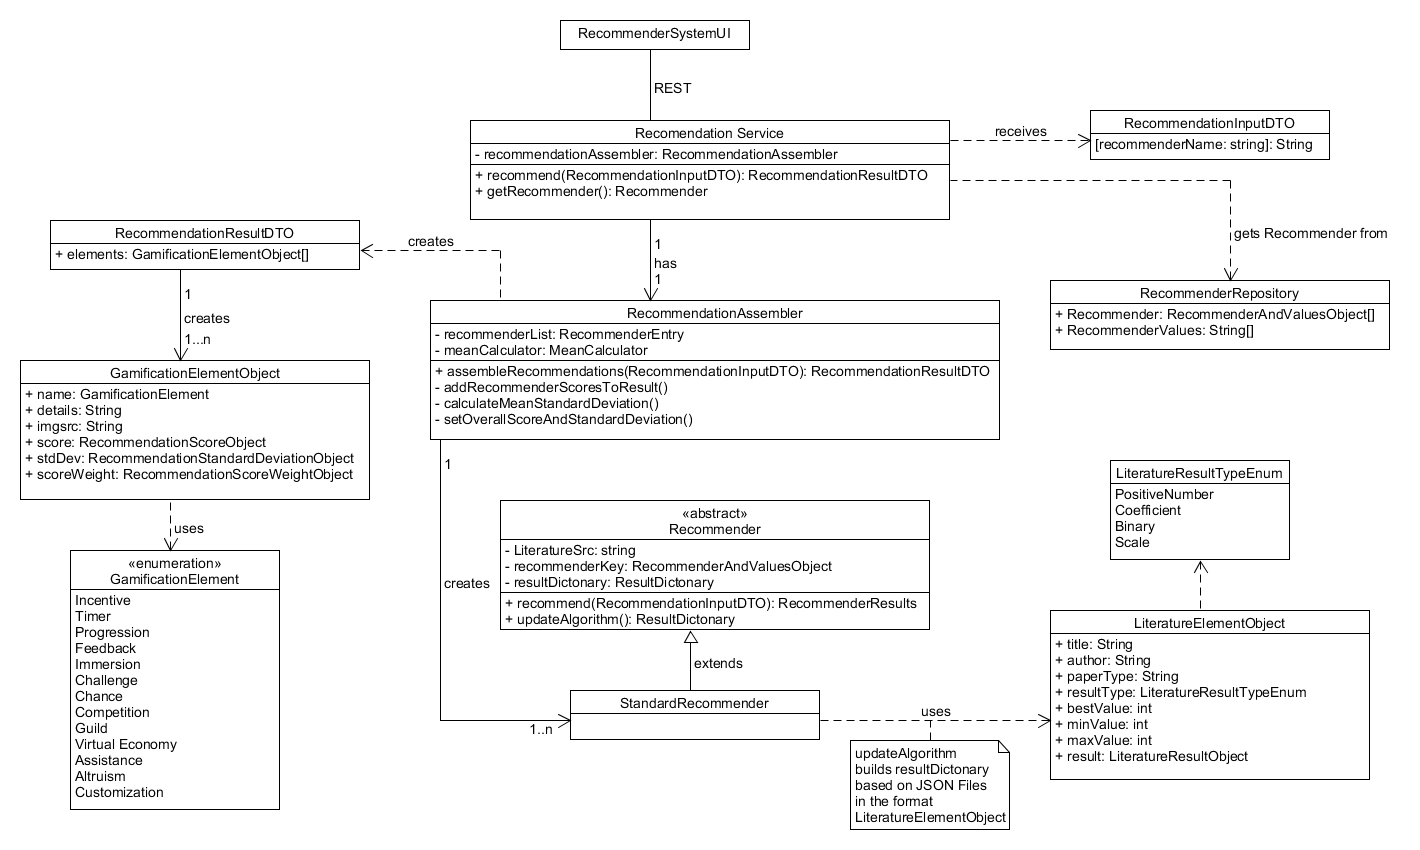 RecommenderSystemUI
REST
Recomendation Service
- recommendationAssembler: RecommendationAssembler
+ recommend(RecommendationInputDTO): RecommendationResultDTO
+ getRecommender(): Recommender
receives
RecommendationInputDTO
[recommenderName: string]: String
gets Recommender from
RecommenderRepository
+ Recommender: RecommenderAndValuesObject[]
+ RecommenderValues: String[]
1
has
1
creates
RecommendationResultDTO
+ elements: GamificationElementObject[]
1
creates
1...n
GamificationElementObject
+ name: GamificationElement
+ details: String
+ imgsrc: String
+ score: RecommendationScoreObject
+ stdDev: RecommendationStandardDeviationObject
+ scoreWeight: RecommendationScoreWeightObject
uses
«enumeration»
GamificationElement
Incentive
Timer
Progression
Feedback
Immersion
Challenge
Chance
Competition
Guild
Virtual Economy
Assistance
Altruism
Customization
RecommendationAssembler
- recommenderList: RecommenderEntry
- meanCalculator: MeanCalculator
+ assembleRecommendations(RecommendationInputDTO): RecommendationResultDTO
- addRecommenderScoresToResult()
- calculateMeanStandardDeviation()
- setOverallScoreAndStandardDeviation()
1
creates
1..n
«abstract»
Recommender
- LiteratureSrc: string
- recommenderKey: RecommenderAndValuesObject
- resultDictonary: ResultDictonary
+ recommend(RecommendationInputDTO): RecommenderResults
+ updateAlgorithm(): ResultDictonary
extends
StandardRecommender
uses
updateAlgorithm
builds resultDictonary
based on JSON Files
in the format
LiteratureElementObject
LiteratureResultTypeEnum
PositiveNumber
Coefficient
Binary
Scale
LiteratureElementObject
+ title: String
+ author: String
+ paperType: String
+ resultType: LiteratureResultTypeEnum
+ bestValue: int
+ minValue: int
+ maxValue: int
+ result: LiteratureResultObject